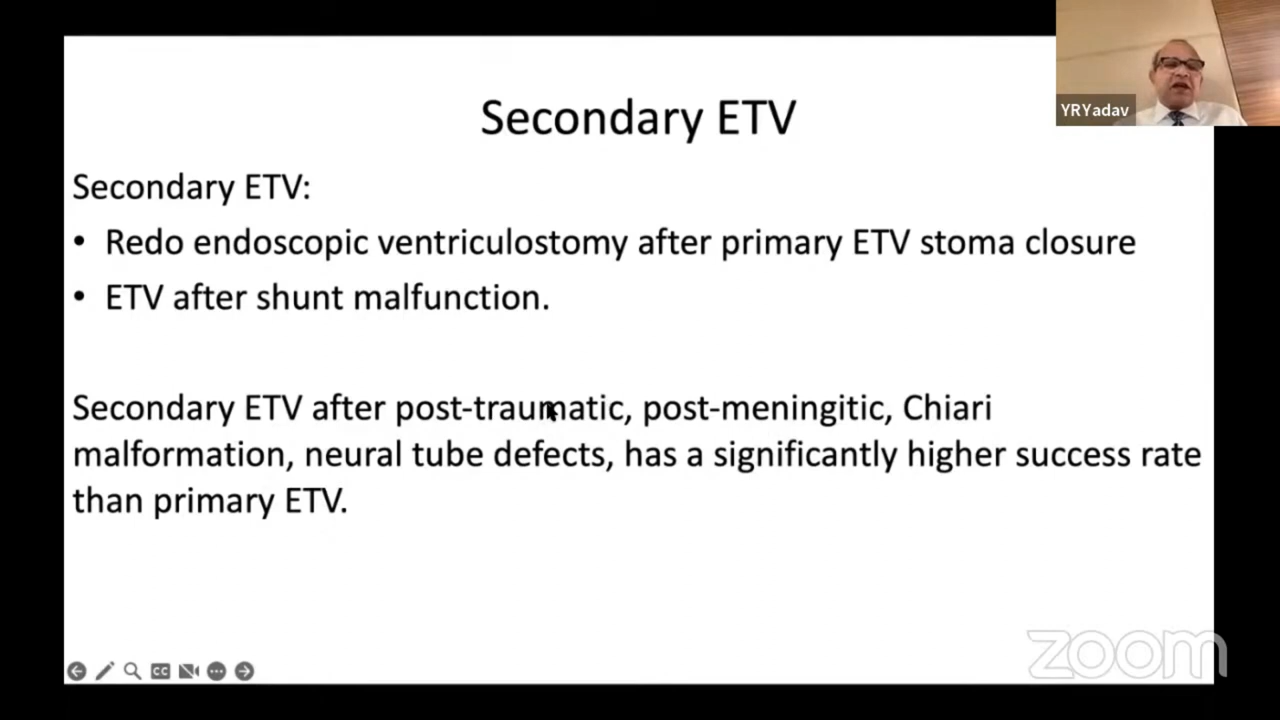 Secondary ETV
YRYadav
Secondary ETV:
• Redo endoscopic ventriculostomy after primary ETV stoma closure
• ETV after shunt malfunction.
Secondary ETV after post-traumatic, post-meningitic, Chiari
malformation, neural tube defects, has a significantly higher success rate
than primary ETV.
CC
zoom